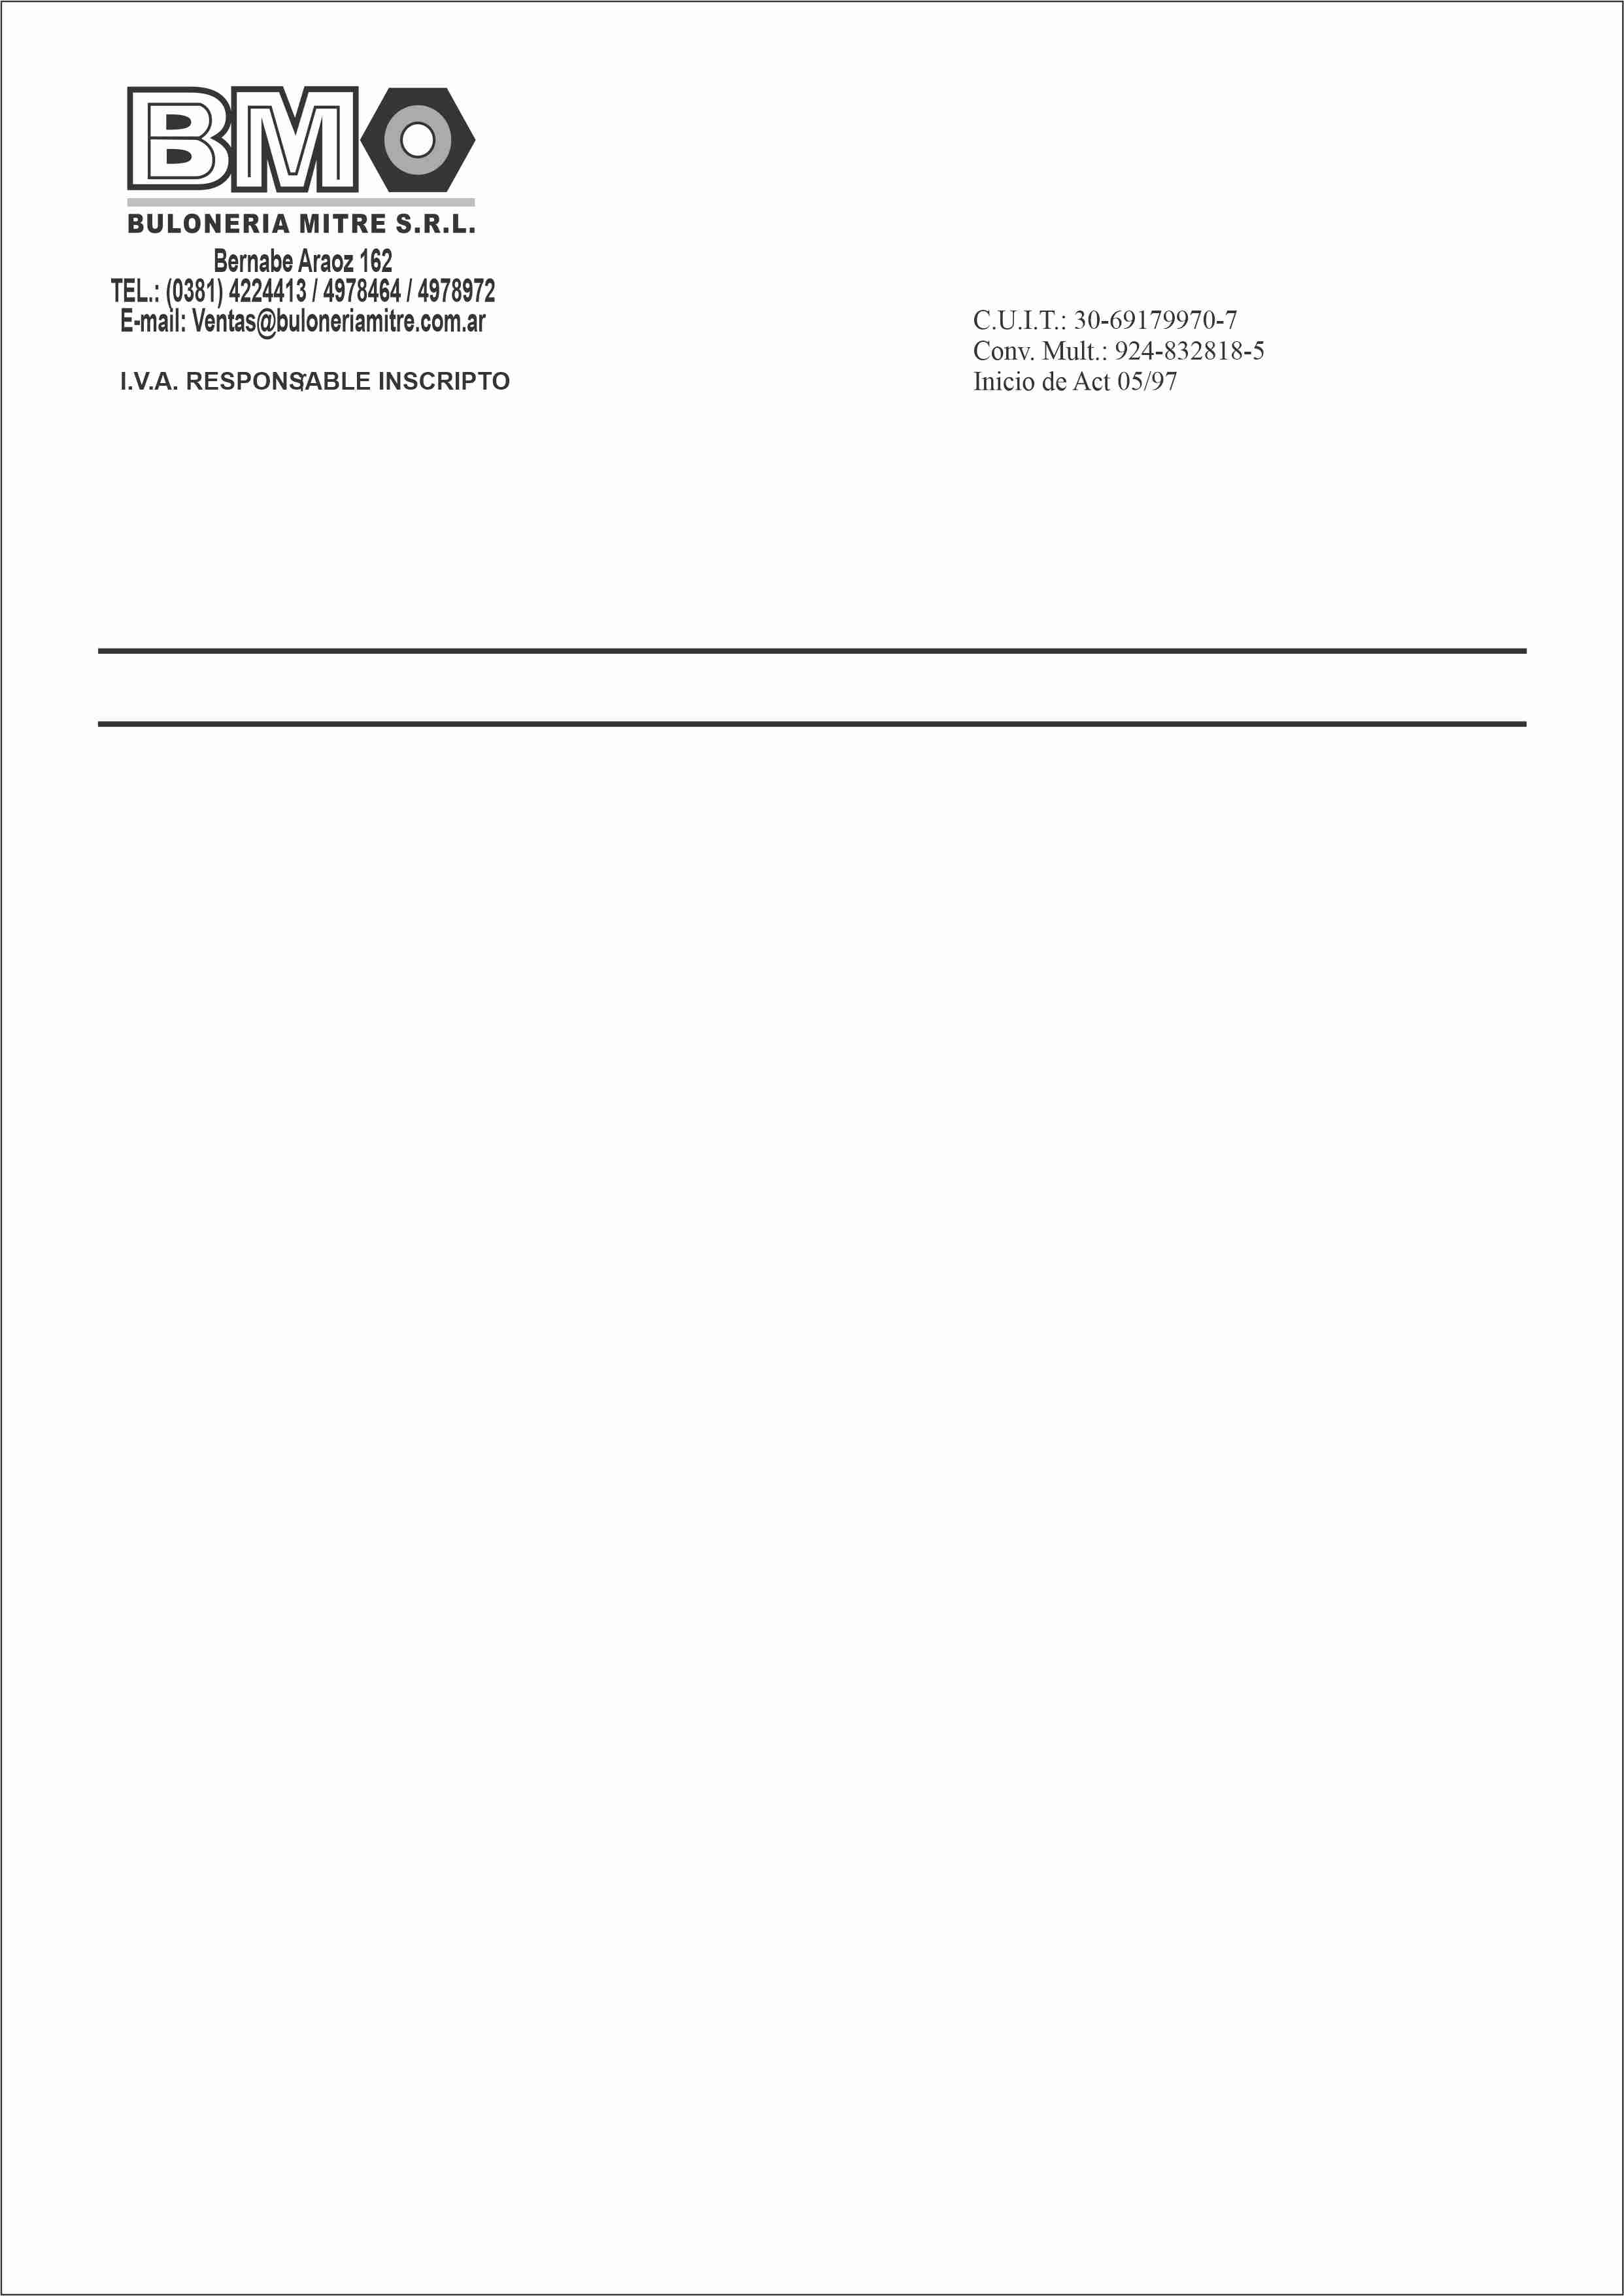 BM
BULONERIA MITRE S.R.L.
Bernabe Araoz 162
TEL.: (0381) 4224413 / 4978464 / 4978972
E-mail: Ventas@buloneriamitre.com.ar
I.V.A. RESPONSABLE INSCRIPTO
C.U.I.T.: 30-69179970-7
Conv. Mult.: 924-832818-5
Inicio de Act 05/97